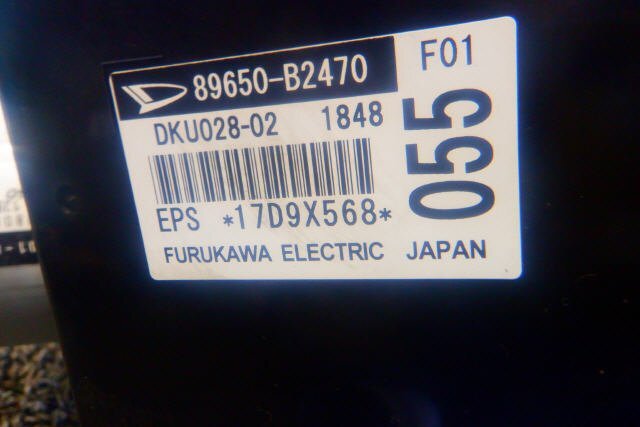 89650-B2470
F01
DKU028-02 1848
055
EPS *17D9X568*
FURUKAWA ELECTRIC JAPAN